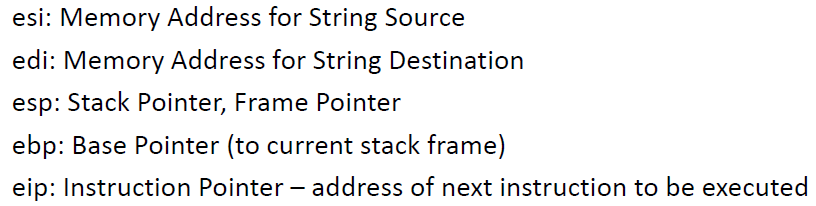 esi: Memory Address for String Source
edi: Memory Address for String Destination
esp: Stack Pointer, Frame Pointer
ebp: Base Pointer (to current stack frame)
eip: Instruction Pointer – address of next instruction to be executed